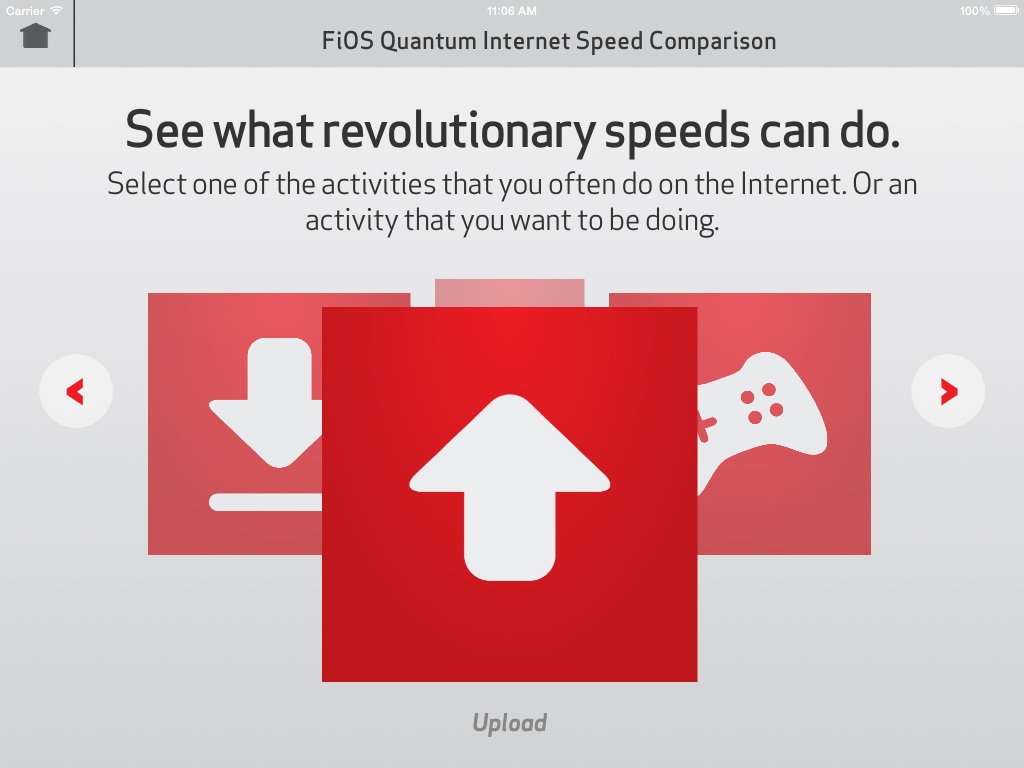 Carrier 11:06 AM 100%
FiOS Quantum Internet Speed Comparison
See what revolutionary speeds can do.
Select one of the activities that you often do on the Internet. Or an
activity that you want to be doing.
Upload